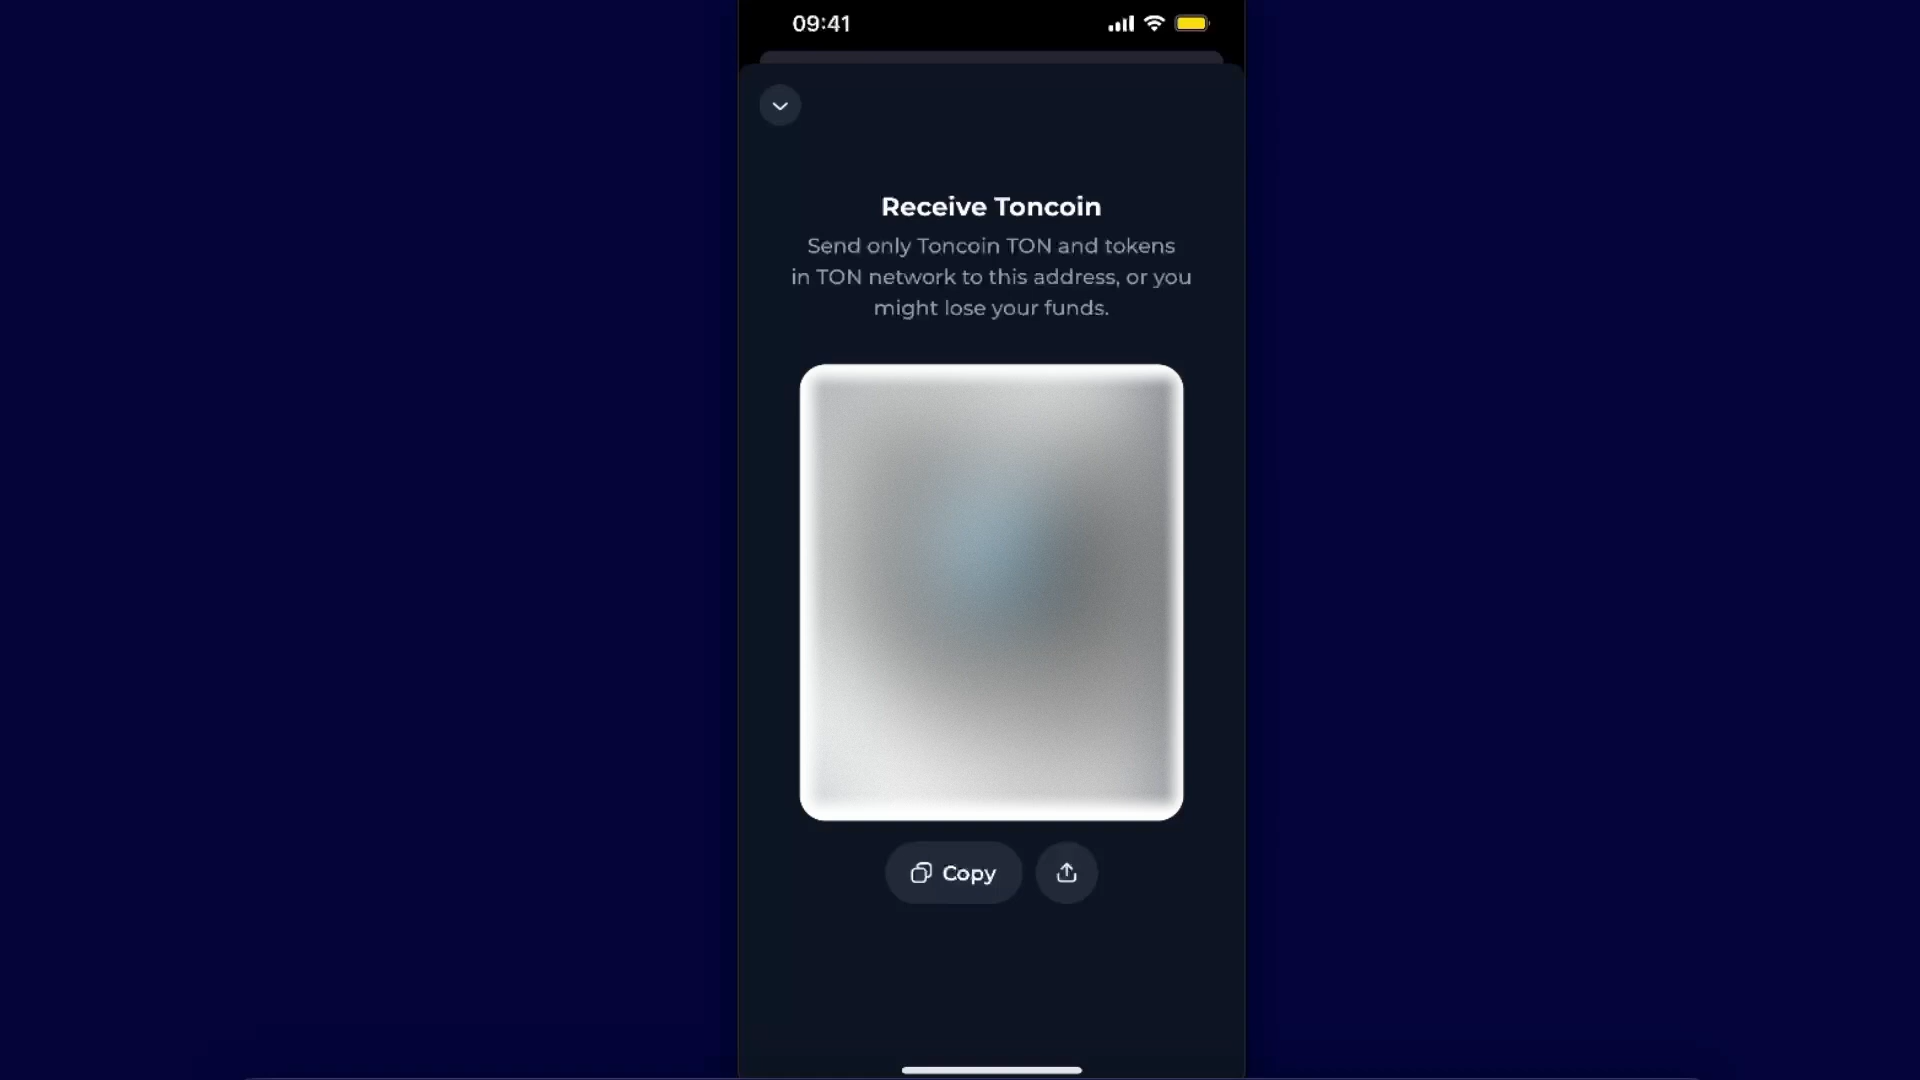 09:41
Receive Toncoin
Send only Toncoin TON and tokens
in TON network to this address, or you
might lose your funds.
Copy